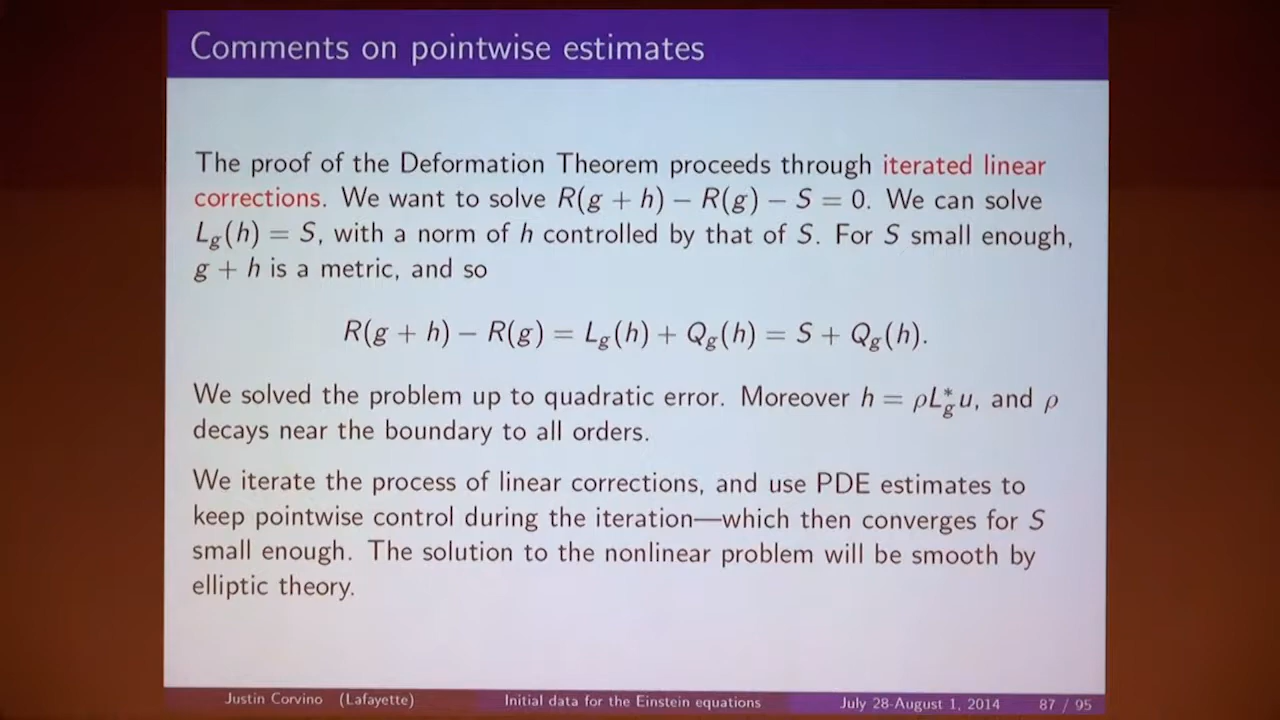 Comments on pointwise estimates
The proof of the Deformation Theorem proceeds through iterated linear
corrections. We want to solve R(g + h) − R(g) − S = 0. We can solve
L_g(h) = S, with a norm of h controlled by that of S. For S small enough,
g + h is a metric, and so
R(g + h) − R(g) = L_g(h) + Q_g(h) = S + Q_g(h).
We solved the problem up to quadratic error. Moreover h = ρL_g^*u, and ρ
decays near the boundary to all orders.
We iterate the process of linear corrections, and use PDE estimates to
keep pointwise control during the iteration—which then converges for S
small enough. The solution to the nonlinear problem will be smooth by
elliptic theory.
Justin Corvino (Lafayette) Initial data for the Einstein equations July 28-August 1, 2014 87 / 95